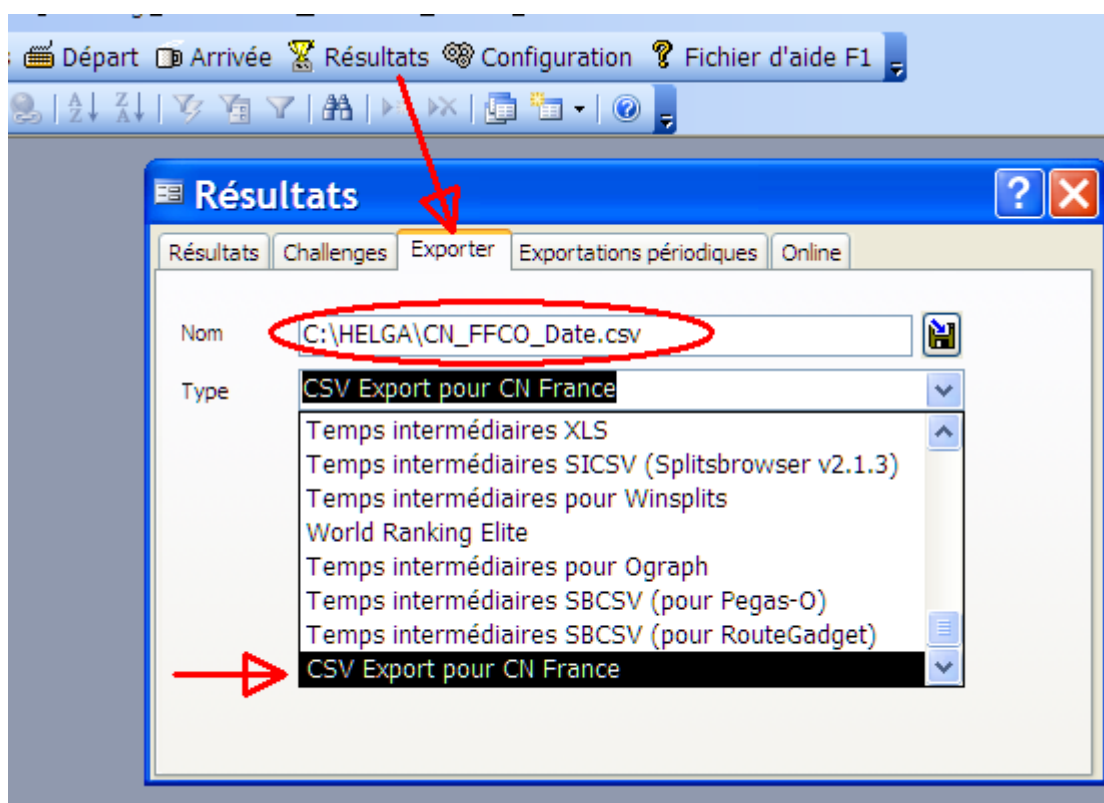 Départ Arrivée Résultats Configuration Fichier d'aide F1
Résultats
Résultats Challenges Exporter Exportations périodiques Online
Nom C:\HELGA\CN_FFCO_Date.csv
Type CSV Export pour CN France
Temps intermédiaires XLS
Temps intermédiaires SICSV (Splitsbrowser v2.1.3)
Temps intermédiaires pour Winsplits
World Ranking Elite
Temps intermédiaires pour Ograph
Temps intermédiaires SBCSV (pour Pegas-O)
Temps intermédiaires SBCSV (pour RouteGadget)
CSV Export pour CN France